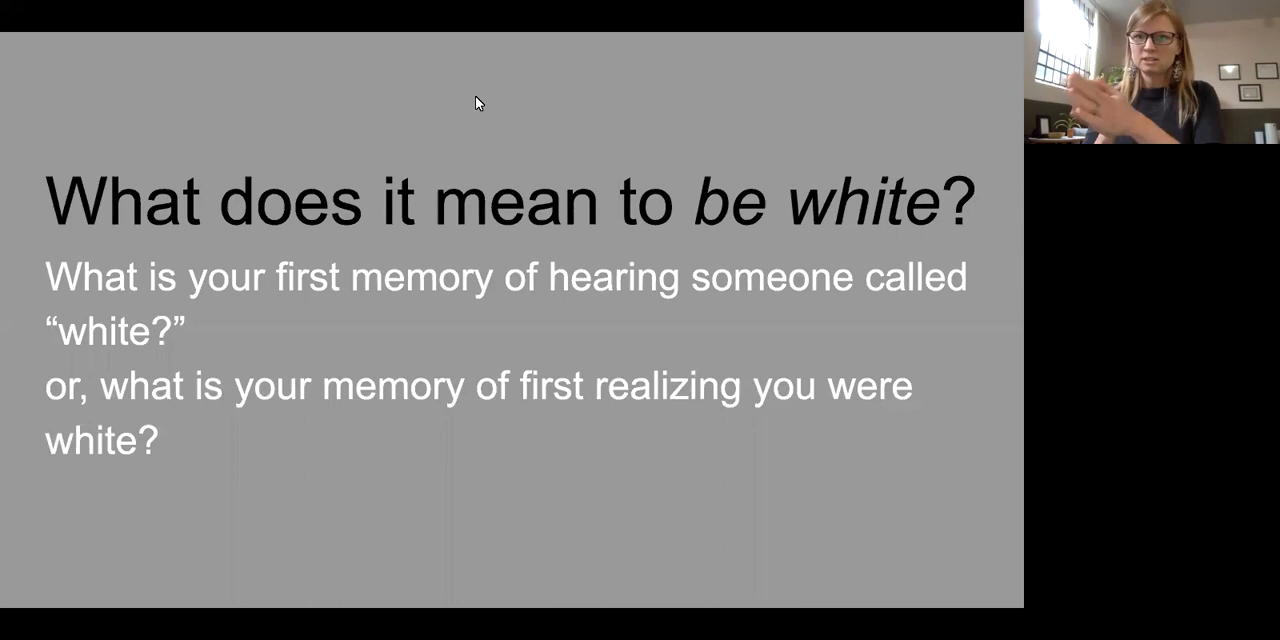 What does it mean to be white?
What is your first memory of hearing someone called
“white?”
or, what is your memory of first realizing you were
white?